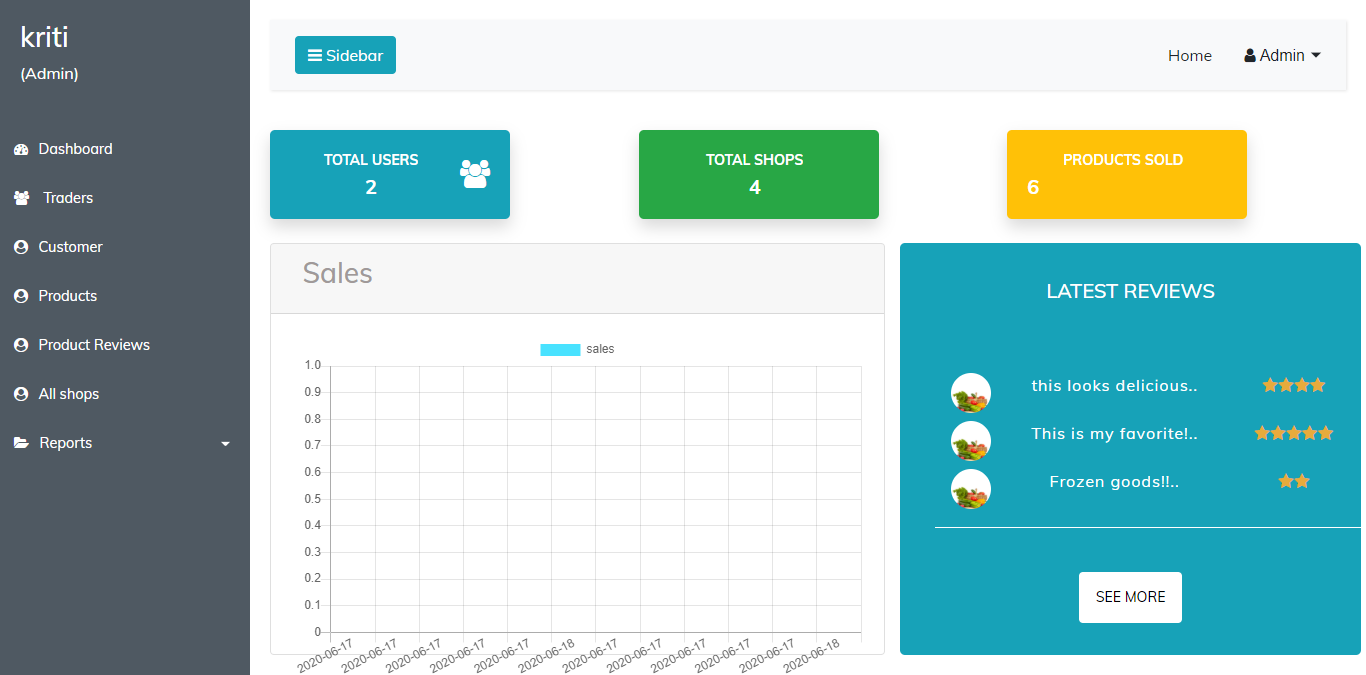 kriti
(Admin)
Dashboard
Traders
Customer
Products
Product Reviews
All shops
Reports
Sidebar
Home
Admin
TOTAL USERS
2
TOTAL SHOPS
4
PRODUCTS SOLD
6
Sales
sales
1.0
0.9
0.8
0.7
0.6
0.5
0.4
0.3
0.2
0.1
0
2020-06-17
2020-06-17
2020-06-17
2020-06-17
2020-06-17
2020-06-18
2020-06-17
2020-06-17
2020-06-17
2020-06-17
2020-06-17
2020-06-18
LATEST REVIEWS
this looks delicious..
This is my favorite!..
Frozen goods!!..
SEE MORE